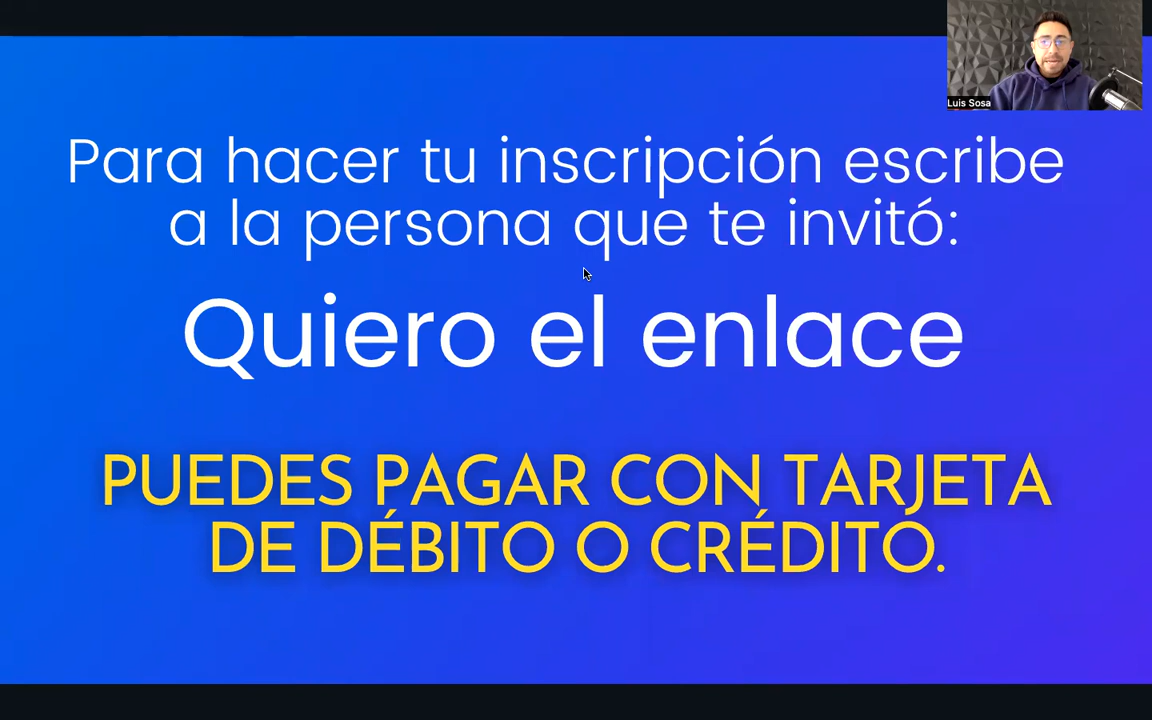 Luis Sosa
Para hacer tu inscripción escribe
a la persona que te invitó:
Quiero el enlace
PUEDES PAGAR CON TARJETA
DE DÉBITO O CRÉDITO.